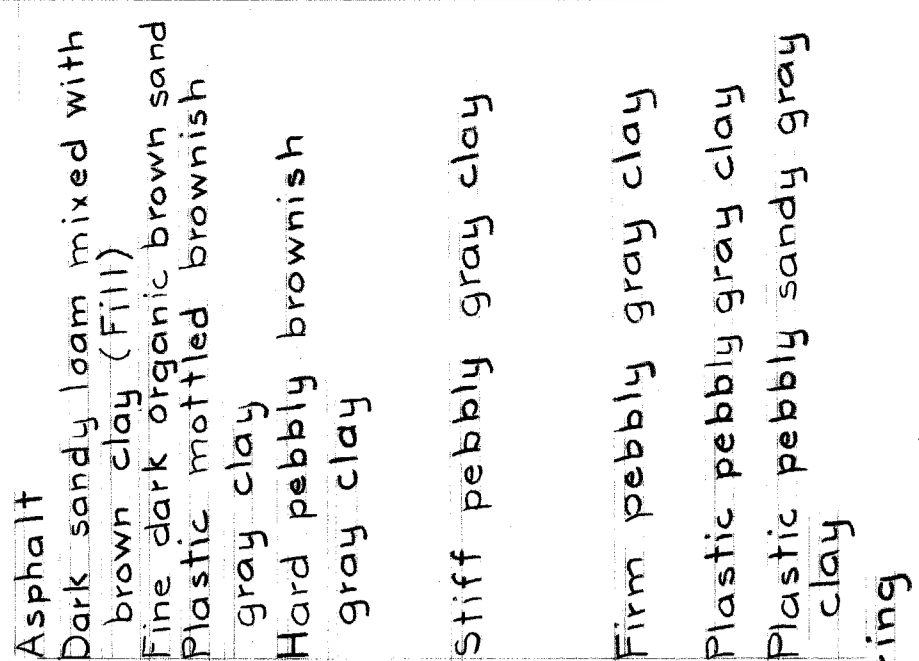 Asphalt
Dark sandy loam mixed with
brown clay (Fill)
Fine dark organic brown sand
Plastic mottled brownish
gray clay
Hard pebbly brownish
gray clay
Stiff pebbly gray clay
Firm pebbly gray clay
Plastic pebbly gray clay
Plastic pebbly sandy gray
clay